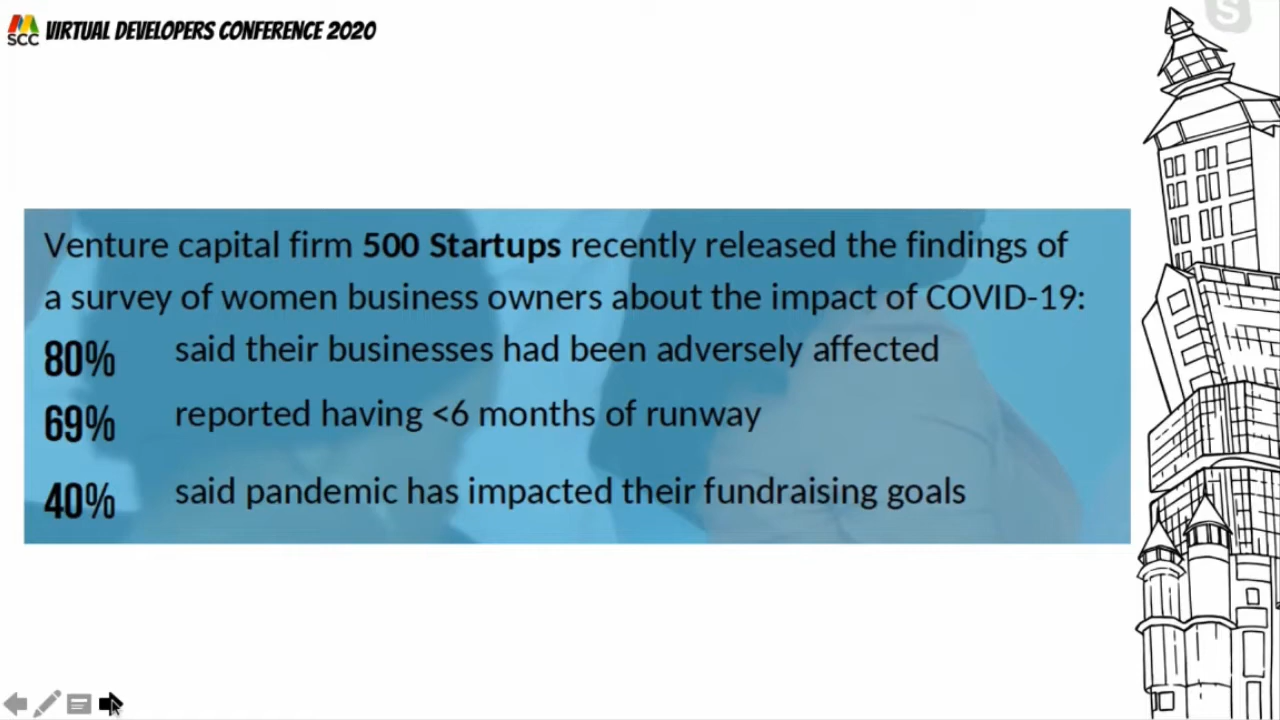 SCC VIRTUAL DEVELOPERS CONFERENCE 2020
S
Venture capital firm 500 Startups recently released the findings of
a survey of women business owners about the impact of COVID-19:
80% said their businesses had been adversely affected
69% reported having <6 months of runway
40% said pandemic has impacted their fundraising goals